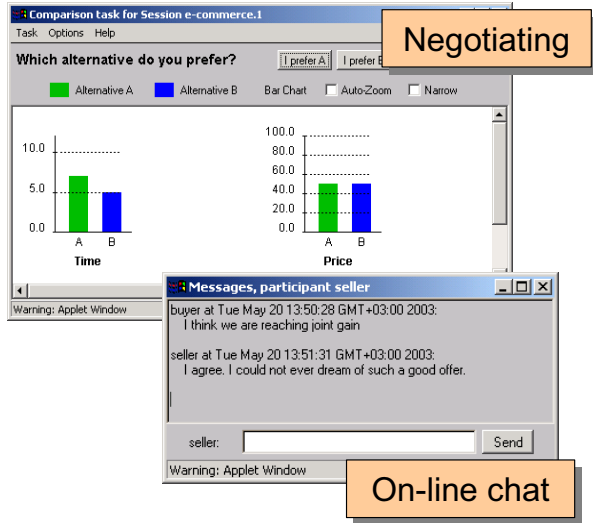 Comparison task for Session e-commerce.1
Task Options Help
Negotiating
Which alternative do you prefer? I prefer A I prefer
Alternative A Alternative B Bar Chart Auto-Zoom Narrow
10.0
5.0
0.0
A B
Time
100.0
80.0
60.0
40.0
20.0
0.0
A B
Price
Warning: Applet Window
Messages, participant seller
buyer at Tue May 20 13:50:28 GMT+03:00 2003:
I think we are reaching joint gain
seller at Tue May 20 13:51:31 GMT+03:00 2003:
I agree. I could not ever dream of such a good offer.
seller: Send
Warning: Applet Window
On-line chat